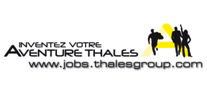 INVENTEZ VOTRE
AVENTURE THALES
www.jobs.thalesgroup.com